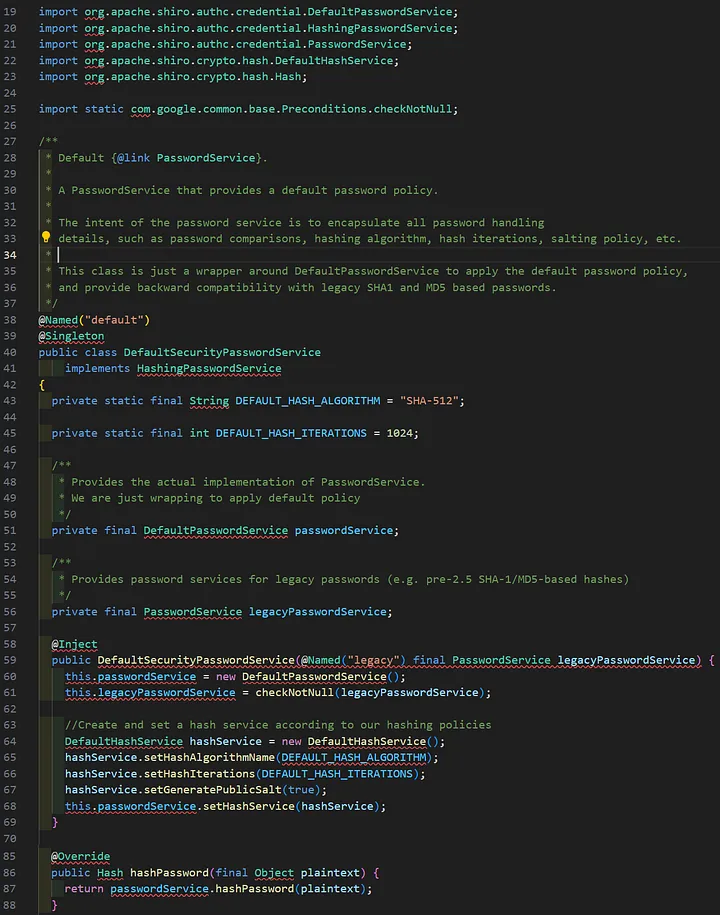 19 import org.apache.shiro.authc.credential.DefaultPasswordService;
20 import org.apache.shiro.authc.credential.HashingPasswordService;
21 import org.apache.shiro.authc.credential.PasswordService;
22 import org.apache.shiro.crypto.hash.DefaultHashService;
23 import org.apache.shiro.crypto.hash.Hash;
24
25 import static com.google.common.base.Preconditions.checkNotNull;
26
27 /**
28 * Default {@link PasswordService}.
29 *
30 * A PasswordService that provides a default password policy.
31 *
32 * The intent of the password service is to encapsulate all password handling
33 details, such as password comparisons, hashing algorithm, hash iterations, salting policy, etc.
34 *
35 * This class is just a wrapper around DefaultPasswordService to apply the default password policy,
36 * and provide backward compatibility with legacy SHA1 and MD5 based passwords.
37 */
38 @Named("default")
39 @Singleton
40 public class DefaultSecurityPasswordService
41 implements HashingPasswordService
42 {
43 private static final String DEFAULT_HASH_ALGORITHM = "SHA-512";
44
45 private static final int DEFAULT_HASH_ITERATIONS = 1024;
46
47 /**
48 * Provides the actual implementation of PasswordService.
49 * We are just wrapping to apply default policy
50 */
51 private final DefaultPasswordService passwordService;
52
53 /**
54 * Provides password services for legacy passwords (e.g. pre-2.5 SHA-1/MD5-based hashes)
55 */
56 private final PasswordService legacyPasswordService;
57
58 @Inject
59 public DefaultSecurityPasswordService(@Named("legacy") final PasswordService legacyPasswordService) {
60 this.passwordService = new DefaultPasswordService();
61 this.legacyPasswordService = checkNotNull(legacyPasswordService);
62
63 //Create and set a hash service according to our hashing policies
64 DefaultHashService hashService = new DefaultHashService();
65 hashService.setHashAlgorithmName(DEFAULT_HASH_ALGORITHM);
66 hashService.setHashIterations(DEFAULT_HASH_ITERATIONS);
67 hashService.setGeneratePublicSalt(true);
68 this.passwordService.setHashService(hashService);
69 }
70
85 @Override
86 public Hash hashPassword(final Object plaintext) {
87 return passwordService.hashPassword(plaintext);
88 }